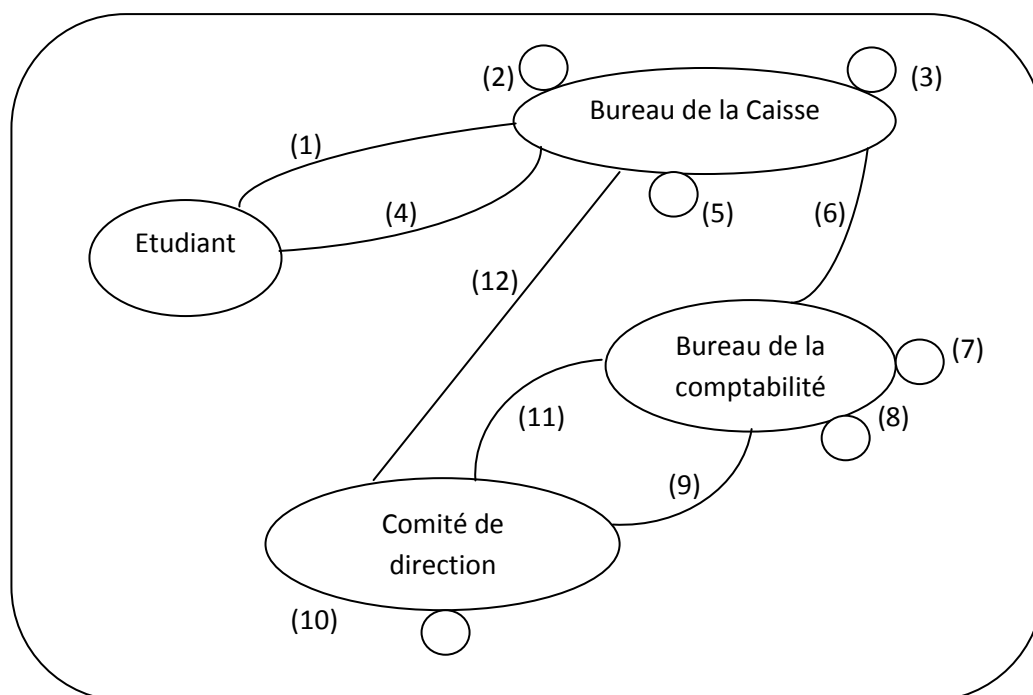 (2)
(3)
Bureau de la Caisse
(1)
(4)
(5)
(6)
Etudiant
(12)
Bureau de la
comptabilité
(7)
(8)
(11)
(9)
Comité de
direction
(10)